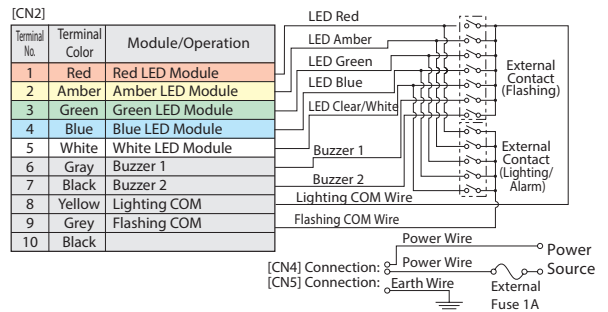 [CN2]
Terminal No. Terminal Color Module/Operation
1 Red Red LED Module
2 Amber Amber LED Module
3 Green Green LED Module
4 Blue Blue LED Module
5 White White LED Module
6 Gray Buzzer 1
7 Black Buzzer 2
8 Yellow Lighting COM
9 Grey Flashing COM
10 Black
LED Red
LED Amber
LED Green
LED Blue
LED Clear/White
Buzzer 1
Buzzer 2
Lighting COM Wire
Flashing COM Wire
External
Contact
(Flashing)
External
Contact
(Lighting/
Alarm)
Power Wire
[CN4] Connection: Power Wire
[CN5] Connection: Earth Wire
Power
Source
External
Fuse 1A